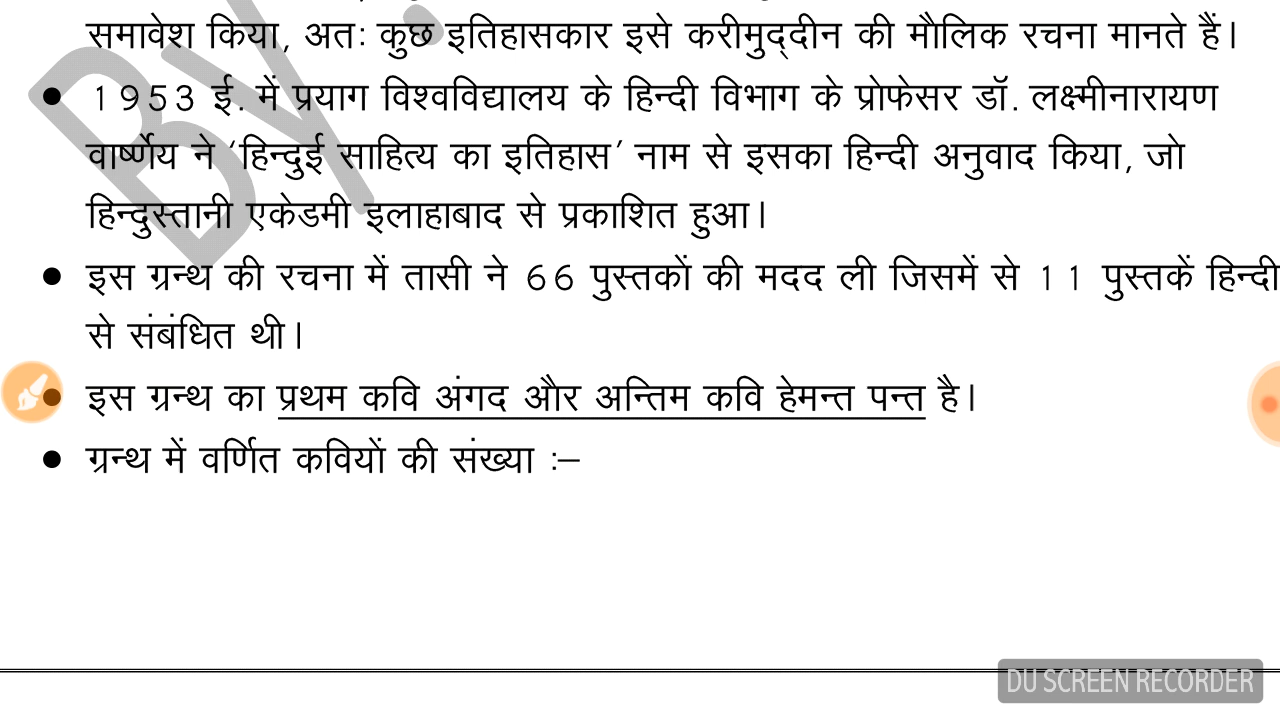 समावेश किया, अतः कुछ इतिहासकार इसे करीमुद्‌दीन की मौलिक रचना मानते हैं।
● 1953 ई. में प्रयाग विश्वविद्यालय के हिन्दी विभाग के प्रोफेसर डॉ. लक्ष्मीनारायण
वार्ष्णेय ने ‘हिन्दुई साहित्य का इतिहास’ नाम से इसका हिन्दी अनुवाद किया, जो
हिन्दुस्तानी एकेडमी इलाहाबाद से प्रकाशित हुआ।
● इस ग्रन्थ की रचना में तासी ने 66 पुस्तकों की मदद ली जिसमें से 11 पुस्तकें हिन्दी
से संबंधित थी।
● इस ग्रन्थ का प्रथम कवि अंगद और अन्तिम कवि हेमन्त पन्त है।
● ग्रन्थ में वर्णित कवियों की संख्या :–
By.
DU SCREEN RECORDER